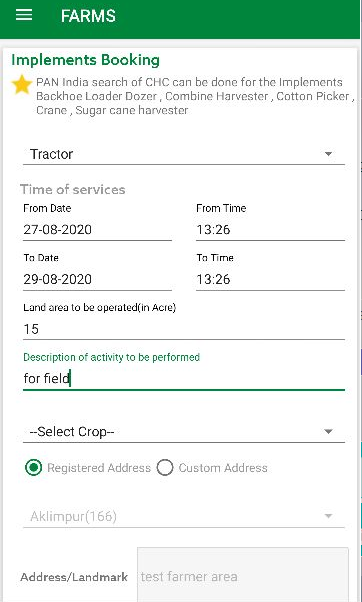 FARMS
Implements Booking
PAN India search of CHC can be done for the Implements
Backhoe Loader Dozer , Combine Harvester , Cotton Picker ,
Crane , Sugar cane harvester
Tractor
Time of services
From Date From Time
27-08-2020 13:26
To Date To Time
29-08-2020 13:26
Land area to be operated(in Acre)
15
Description of activity to be performed
for field
--Select Crop--
Registered Address Custom Address
Aklimpur(166)
Address/Landmark test farmer area